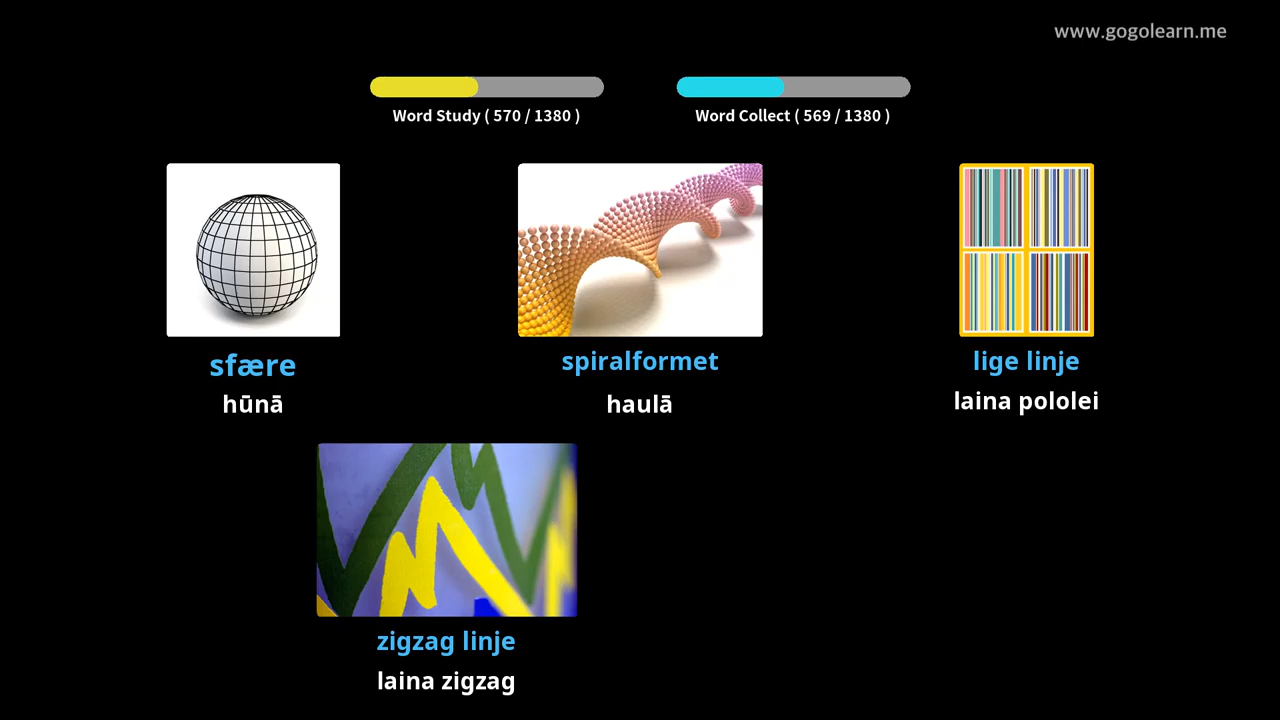 www.gogolearn.me
Word Study ( 570 / 1380 )
Word Collect ( 569 / 1380 )
sfære
hūnā
spiralformet
haulā
lige linje
laina pololei
zigzag linje
laina zigzag